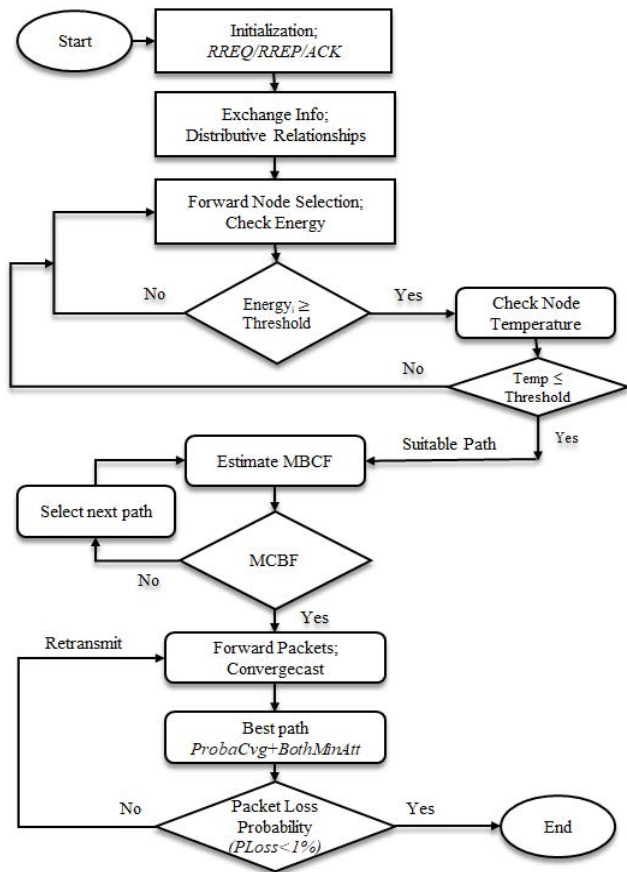 Start
Initialization;
RREQ/RREP/ACK
Exchange Info;
Distributive Relationships
Forward Node Selection;
Check Energy
No
Energyᵢ ≥
Threshold
Yes
Check Node
Temperature
No
Temp ≤
Threshold
Suitable Path
Yes
Estimate MBCF
Select next path
MCBF
No
Yes
Retransmit
Forward Packets;
Convergecast
Best path
ProbaCvg+BothMinAtt
No
Packet Loss
Probability
(PLoss<1%)
Yes
End